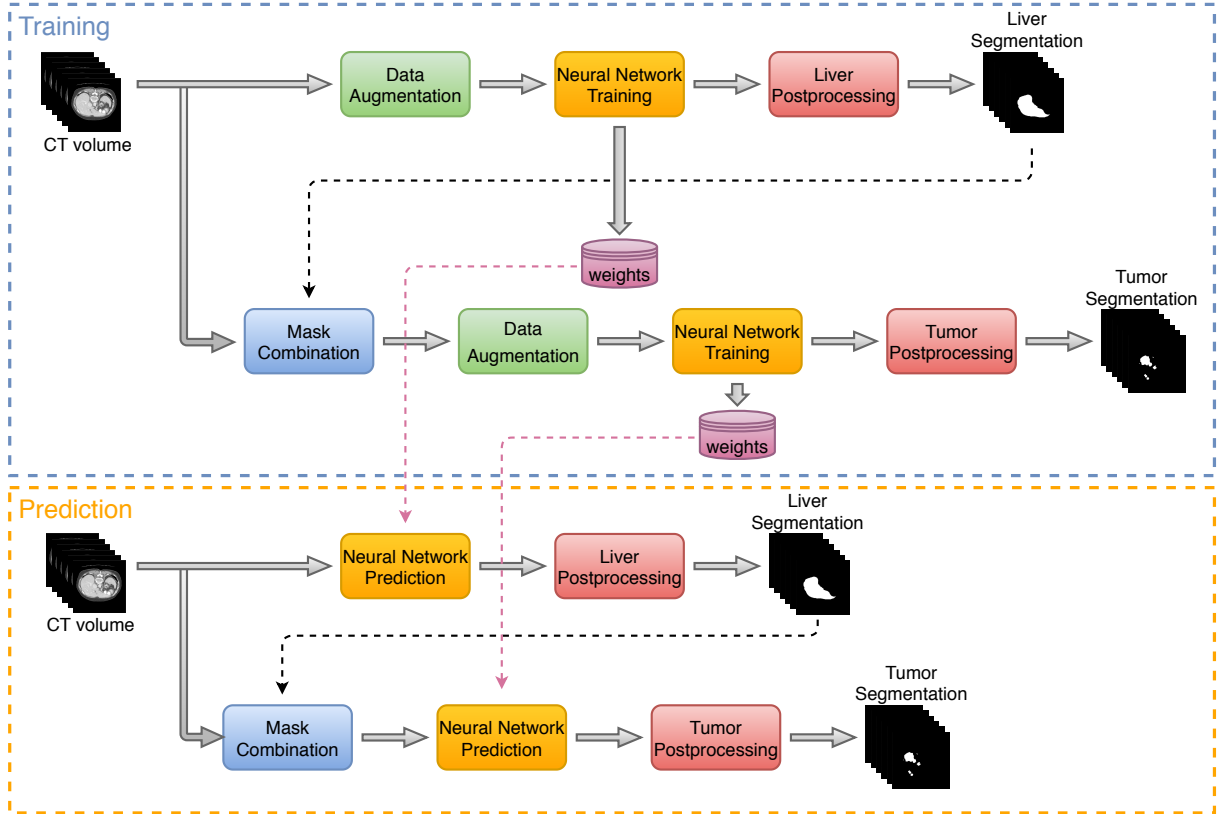 Training
Liver
Segmentation
Data
Augmentation
Neural Network
Training
Liver
Postprocessing
CT volume
weights
Tumor
Segmentation
Mask
Combination
Data
Augmentation
Neural Network
Training
Tumor
Postprocessing
weights
Prediction
Liver
Segmentation
Neural Network
Prediction
Liver
Postprocessing
CT volume
Tumor
Segmentation
Mask
Combination
Neural Network
Prediction
Tumor
Postprocessing